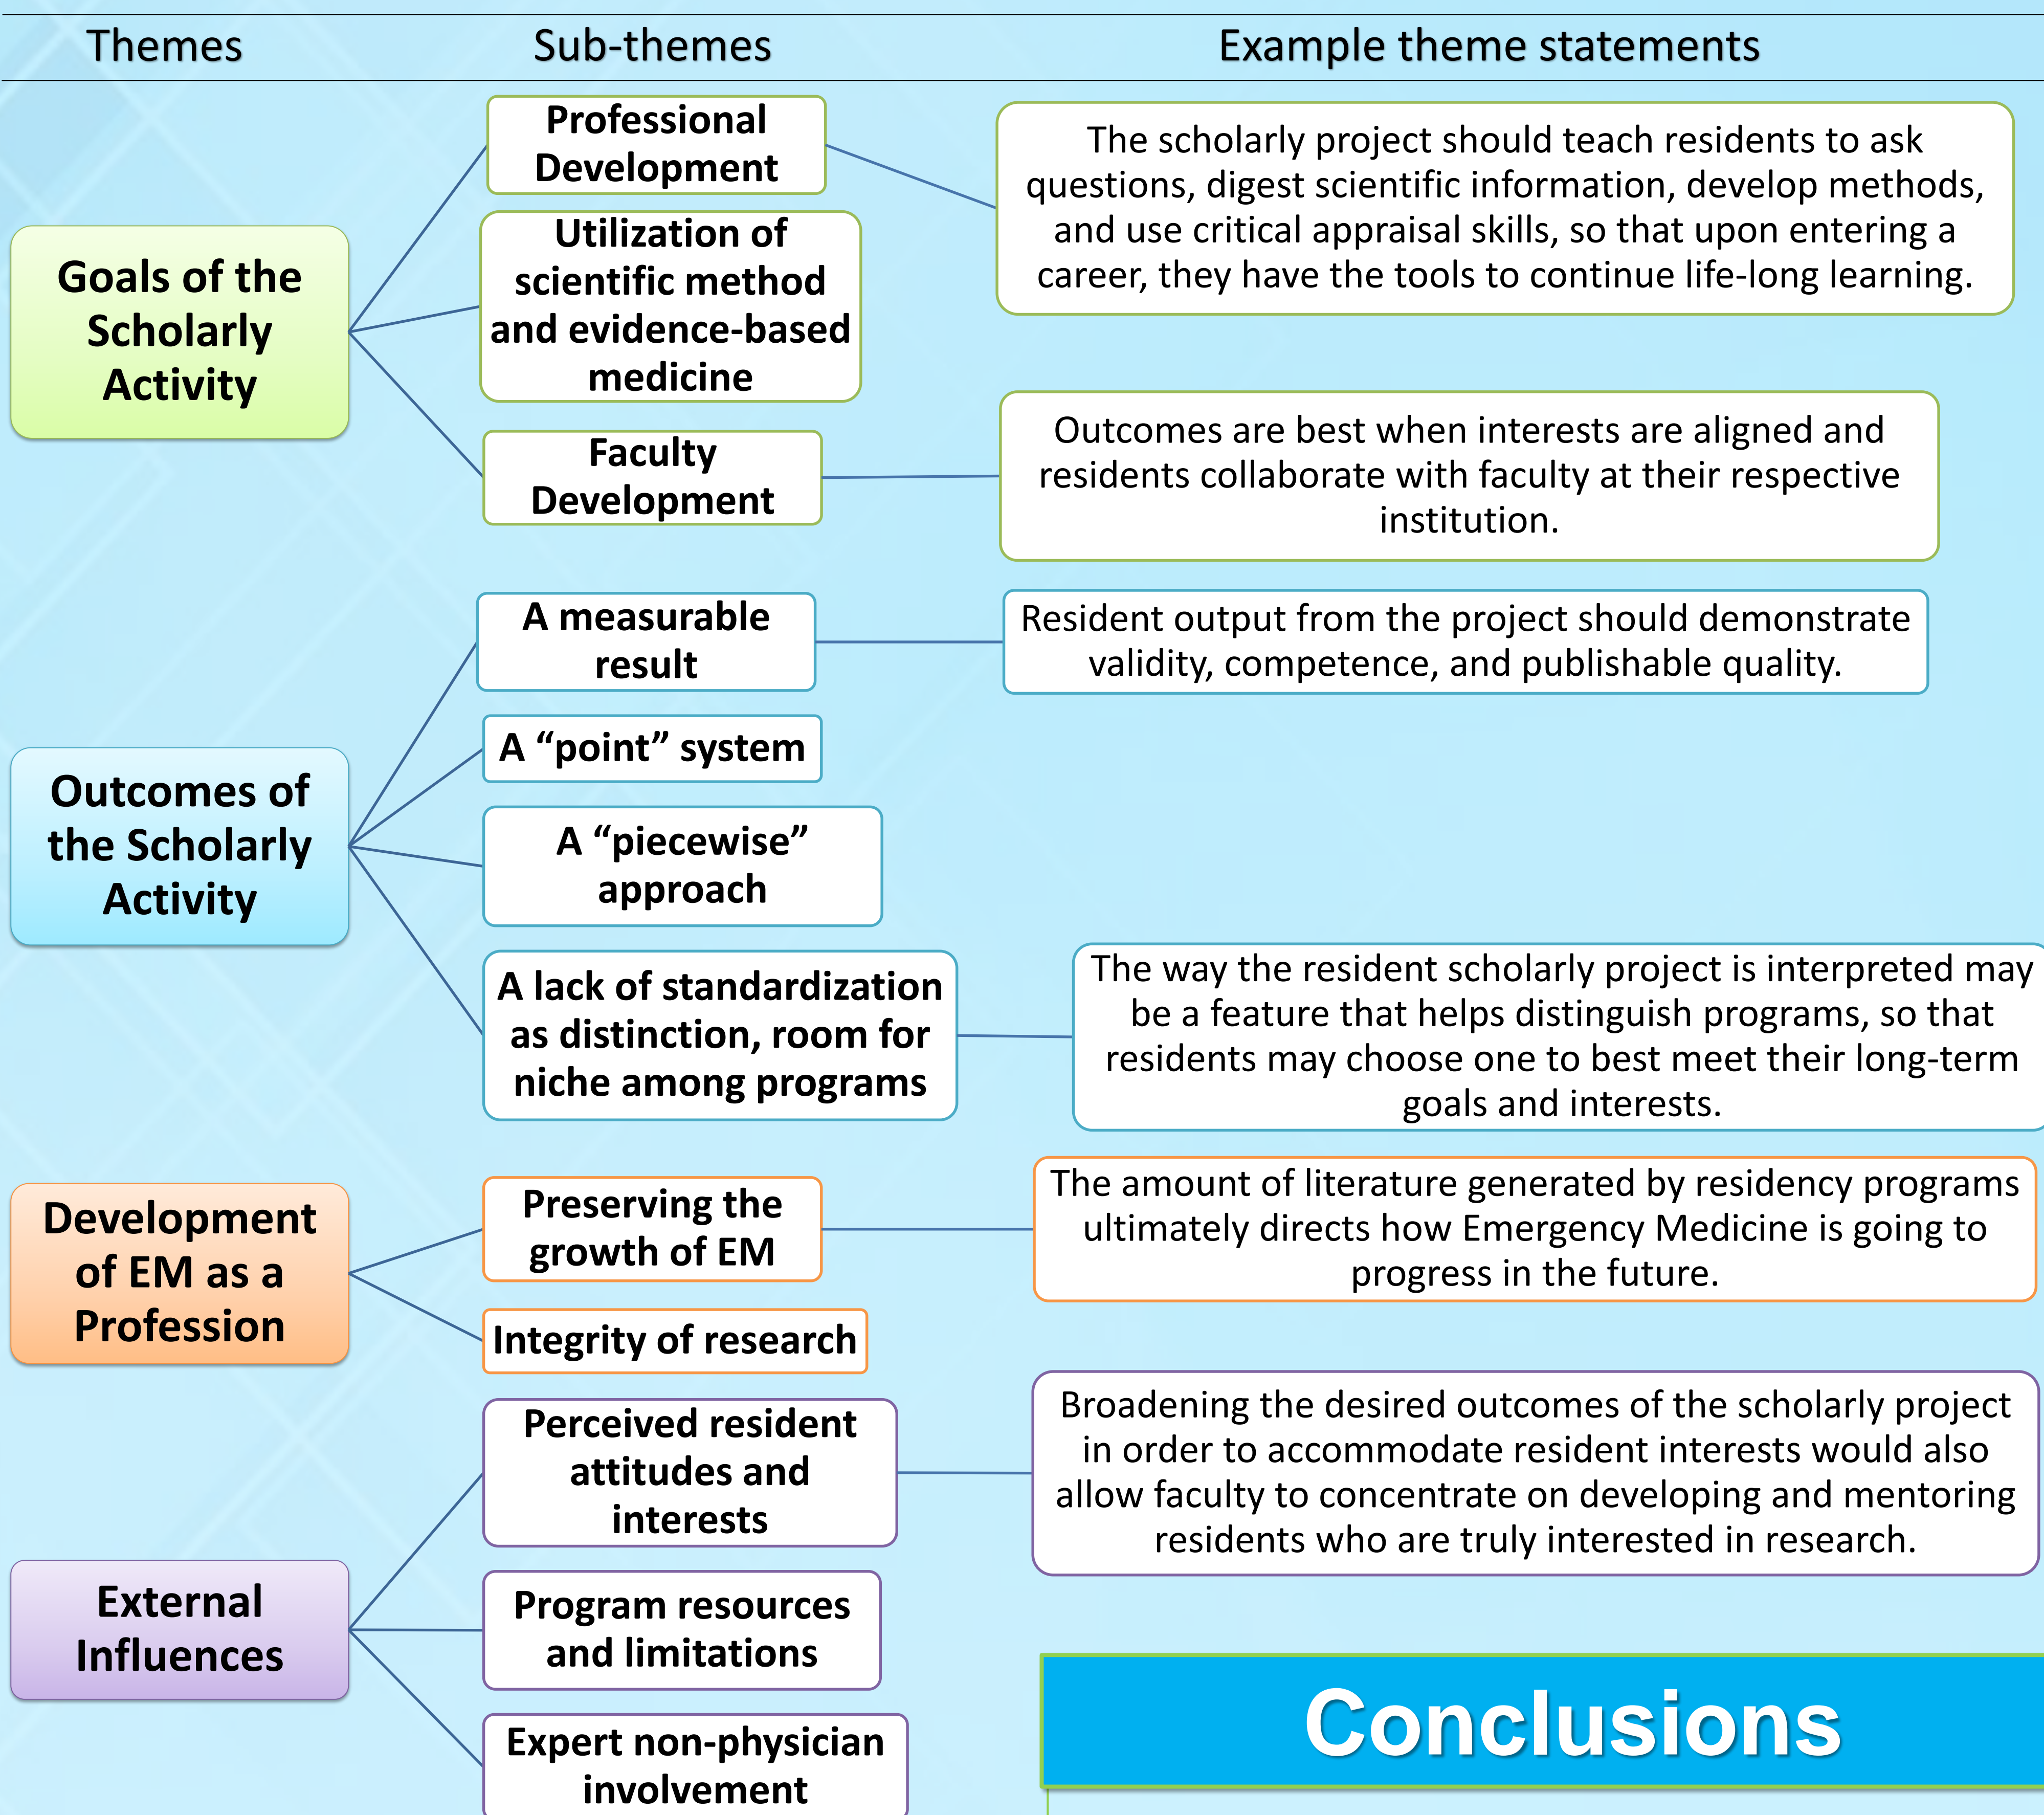 Themes
Sub-themes
Example theme statements
Goals of the
Scholarly
Activity
Professional
Development
The scholarly project should teach residents to ask
questions, digest scientific information, develop methods,
and use critical appraisal skills, so that upon entering a
career, they have the tools to continue life-long learning.
Utilization of
scientific method
and evidence-based
medicine
Faculty
Development
Outcomes are best when interests are aligned and
residents collaborate with faculty at their respective
institution.
Outcomes of
the Scholarly
Activity
A measurable
result
Resident output from the project should demonstrate
validity, competence, and publishable quality.
A “point” system
A “piecewise”
approach
A lack of standardization
as distinction, room for
niche among programs
The way the resident scholarly project is interpreted may
be a feature that helps distinguish programs, so that
residents may choose one to best meet their long-term
goals and interests.
Development
of EM as a
Profession
Preserving the
growth of EM
The amount of literature generated by residency programs
ultimately directs how Emergency Medicine is going to
progress in the future.
Integrity of research
External
Influences
Perceived resident
attitudes and
interests
Broadening the desired outcomes of the scholarly project
in order to accommodate resident interests would also
allow faculty to concentrate on developing and mentoring
residents who are truly interested in research.
Program resources
and limitations
Expert non-physician
involvement
Conclusions